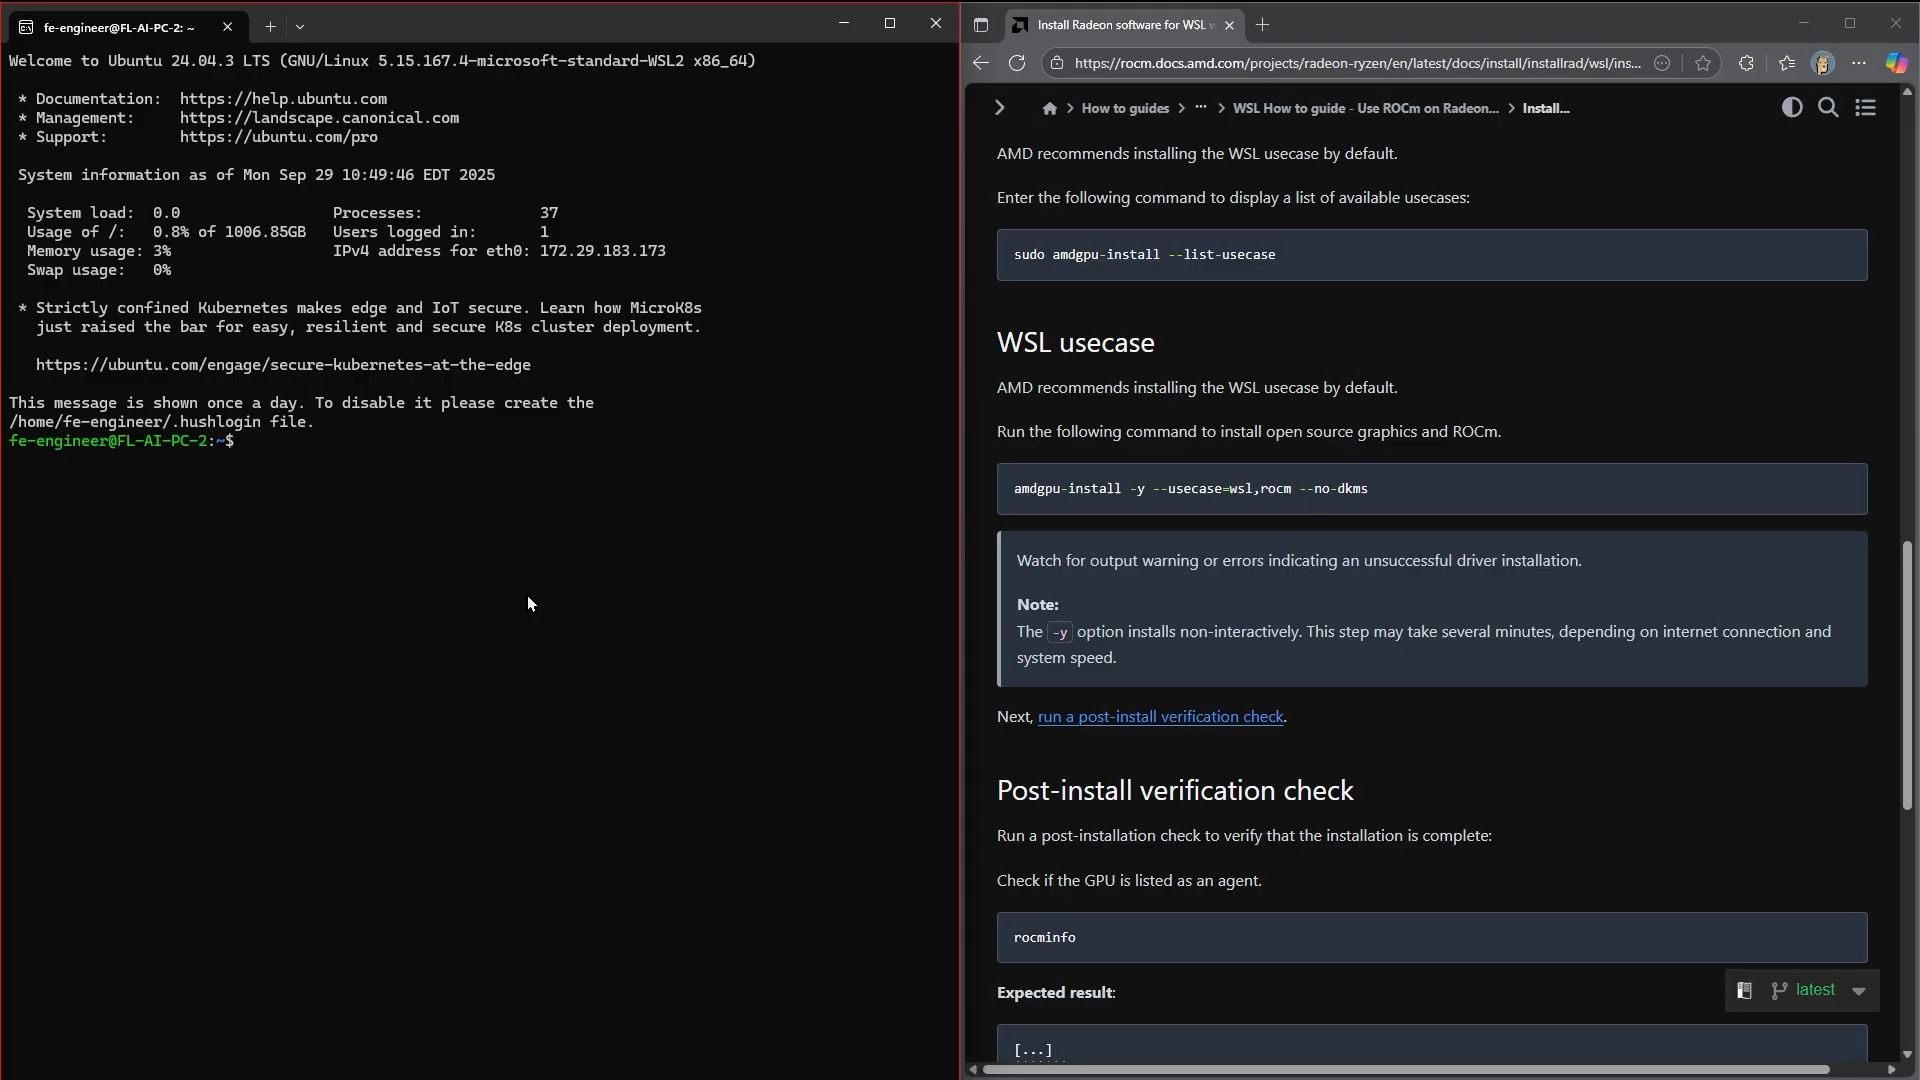 fe-engineer@FL-AI-PC-2: ~
Welcome to Ubuntu 24.04.3 LTS (GNU/Linux 5.15.167.4-microsoft-standard-WSL2 x86_64)
* Documentation:  https://help.ubuntu.com
* Management:     https://landscape.canonical.com
* Support:        https://ubuntu.com/pro
System information as of Mon Sep 29 10:49:46 EDT 2025
System load:  0.0                 Processes:             37
Usage of /:   0.8% of 1006.85GB   Users logged in:       1
Memory usage: 3%                  IPv4 address for eth0: 172.29.183.173
Swap usage:   0%
* Strictly confined Kubernetes makes edge and IoT secure. Learn how MicroK8s
just raised the bar for easy, resilient and secure K8s cluster deployment.
https://ubuntu.com/engage/secure-kubernetes-at-the-edge
This message is shown once a day. To disable it please create the
/home/fe-engineer/.hushlogin file.
fe-engineer@FL-AI-PC-2:~$
Install Radeon software for WSL
https://rocm.docs.amd.com/projects/radeon-ryzen/en/latest/docs/install/installrad/wsl/ins...
How to guides > ... > WSL How to guide - Use ROCm on Radeon... > Install...
AMD recommends installing the WSL usecase by default.
Enter the following command to display a list of available usecases:
sudo amdgpu-install --list-usecase
WSL usecase
AMD recommends installing the WSL usecase by default.
Run the following command to install open source graphics and ROCm.
amdgpu-install -y --usecase=wsl,rocm --no-dkms
Watch for output warning or errors indicating an unsuccessful driver installation.
Note:
The -y option installs non-interactively. This step may take several minutes, depending on internet connection and
system speed.
Next, run a post-install verification check.
Post-install verification check
Run a post-installation check to verify that the installation is complete:
Check if the GPU is listed as an agent.
rocminfo
Expected result:
latest
[...]